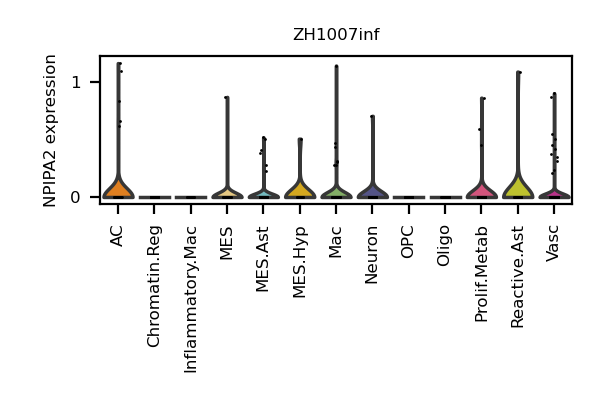 ZH1007inf
NPIPA2 expression
1
0
AC
Chromatin.Reg
Inflammatory.Mac
MES
MES.Ast
MES.Hyp
Mac
Neuron
OPC
Oligo
Prolif.Metab
Reactive.Ast
Vasc